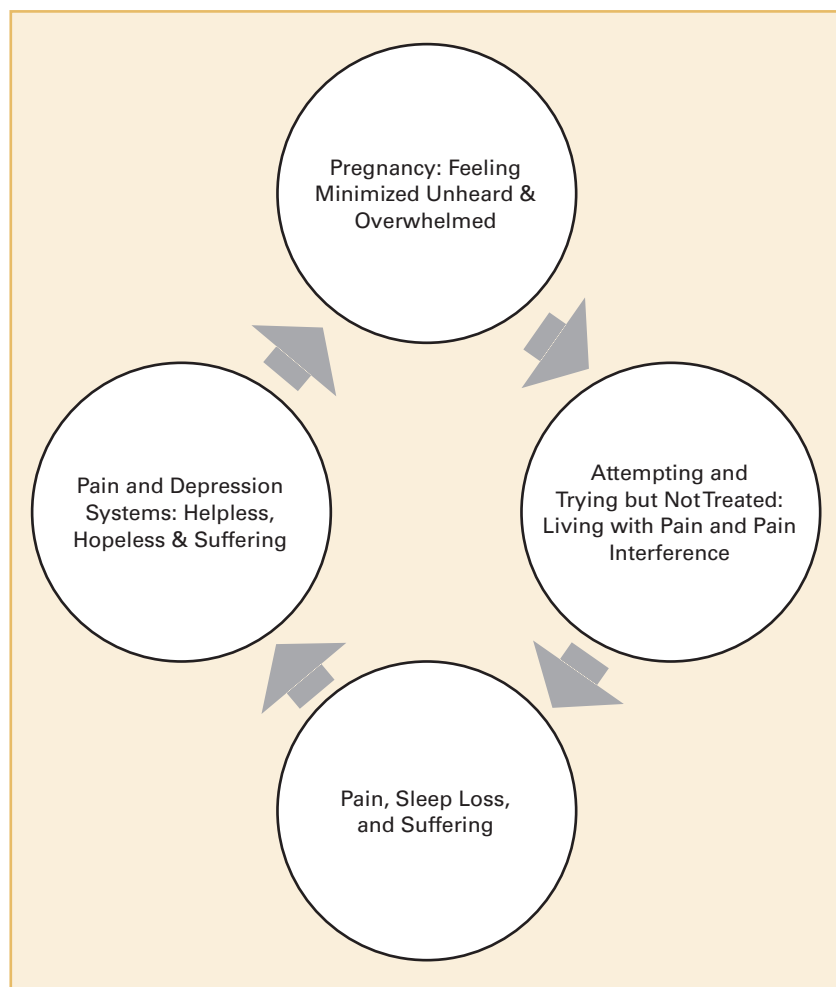 Pregnancy: Feeling
Minimized Unheard &
Overwhelmed
Attempting and
Trying but Not Treated:
Living with Pain and Pain
Interference
Pain, Sleep Loss,
and Suffering
Pain and Depression
Systems: Helpless,
Hopeless & Suffering